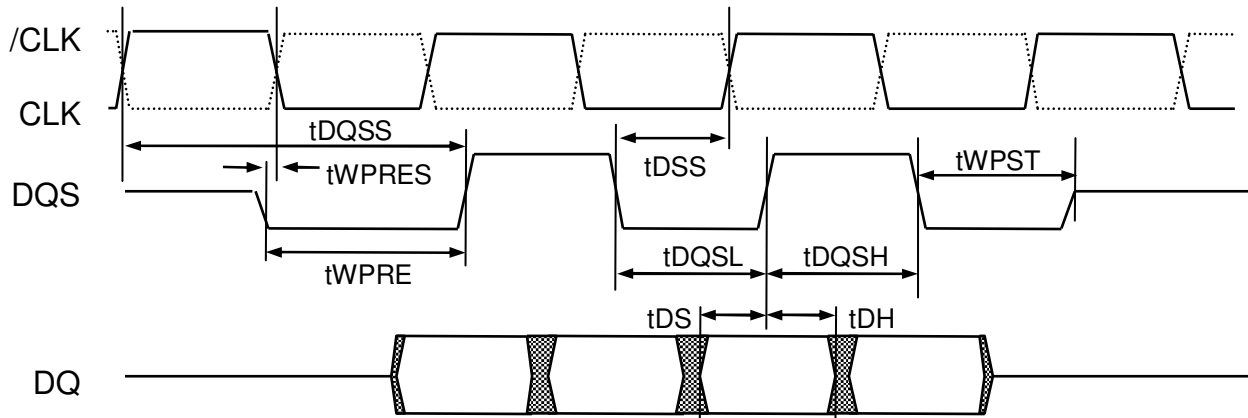 /CLK
CLK
tDQSS
tWPRES
tDSS
tWPST
DQS
tWPRE
tDQSL
tDQSH
tDS
tDH
DQ